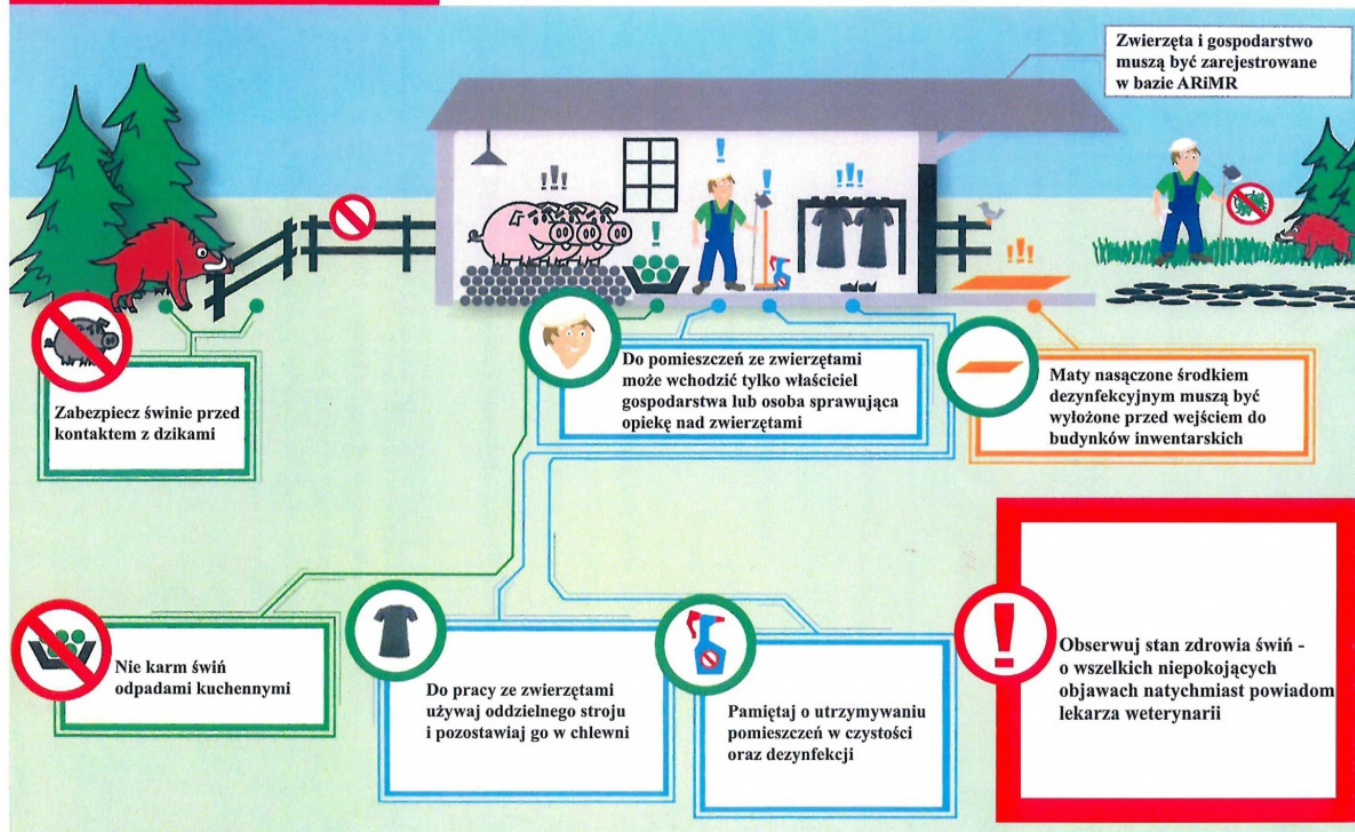 Zwierzęta i gospodarstwo
muszą być zarejestrowane
w bazie ARiMR
Zabezpiecz świnie przed
kontaktem z dzikami
Do pomieszczeń ze zwierzętami
może wchodzić tylko właściciel
gospodarstwa lub osoba sprawująca
opiekę nad zwierzętami
Maty nasączone środkiem
dezynfekcyjnym muszą być
wyłożone przed wejściem do
budynków inwentarskich
Nie karm świń
odpadami kuchennymi
Do pracy ze zwierzętami
używaj oddzielnego stroju
i pozostawiaj go w chlewni
Pamiętaj o utrzymywaniu
pomieszczeń w czystości
oraz dezynfekcji
Obserwuj stan zdrowia świń -
o wszelkich niepokojących
objawach natychmiast powiadom
lekarza weterynarii